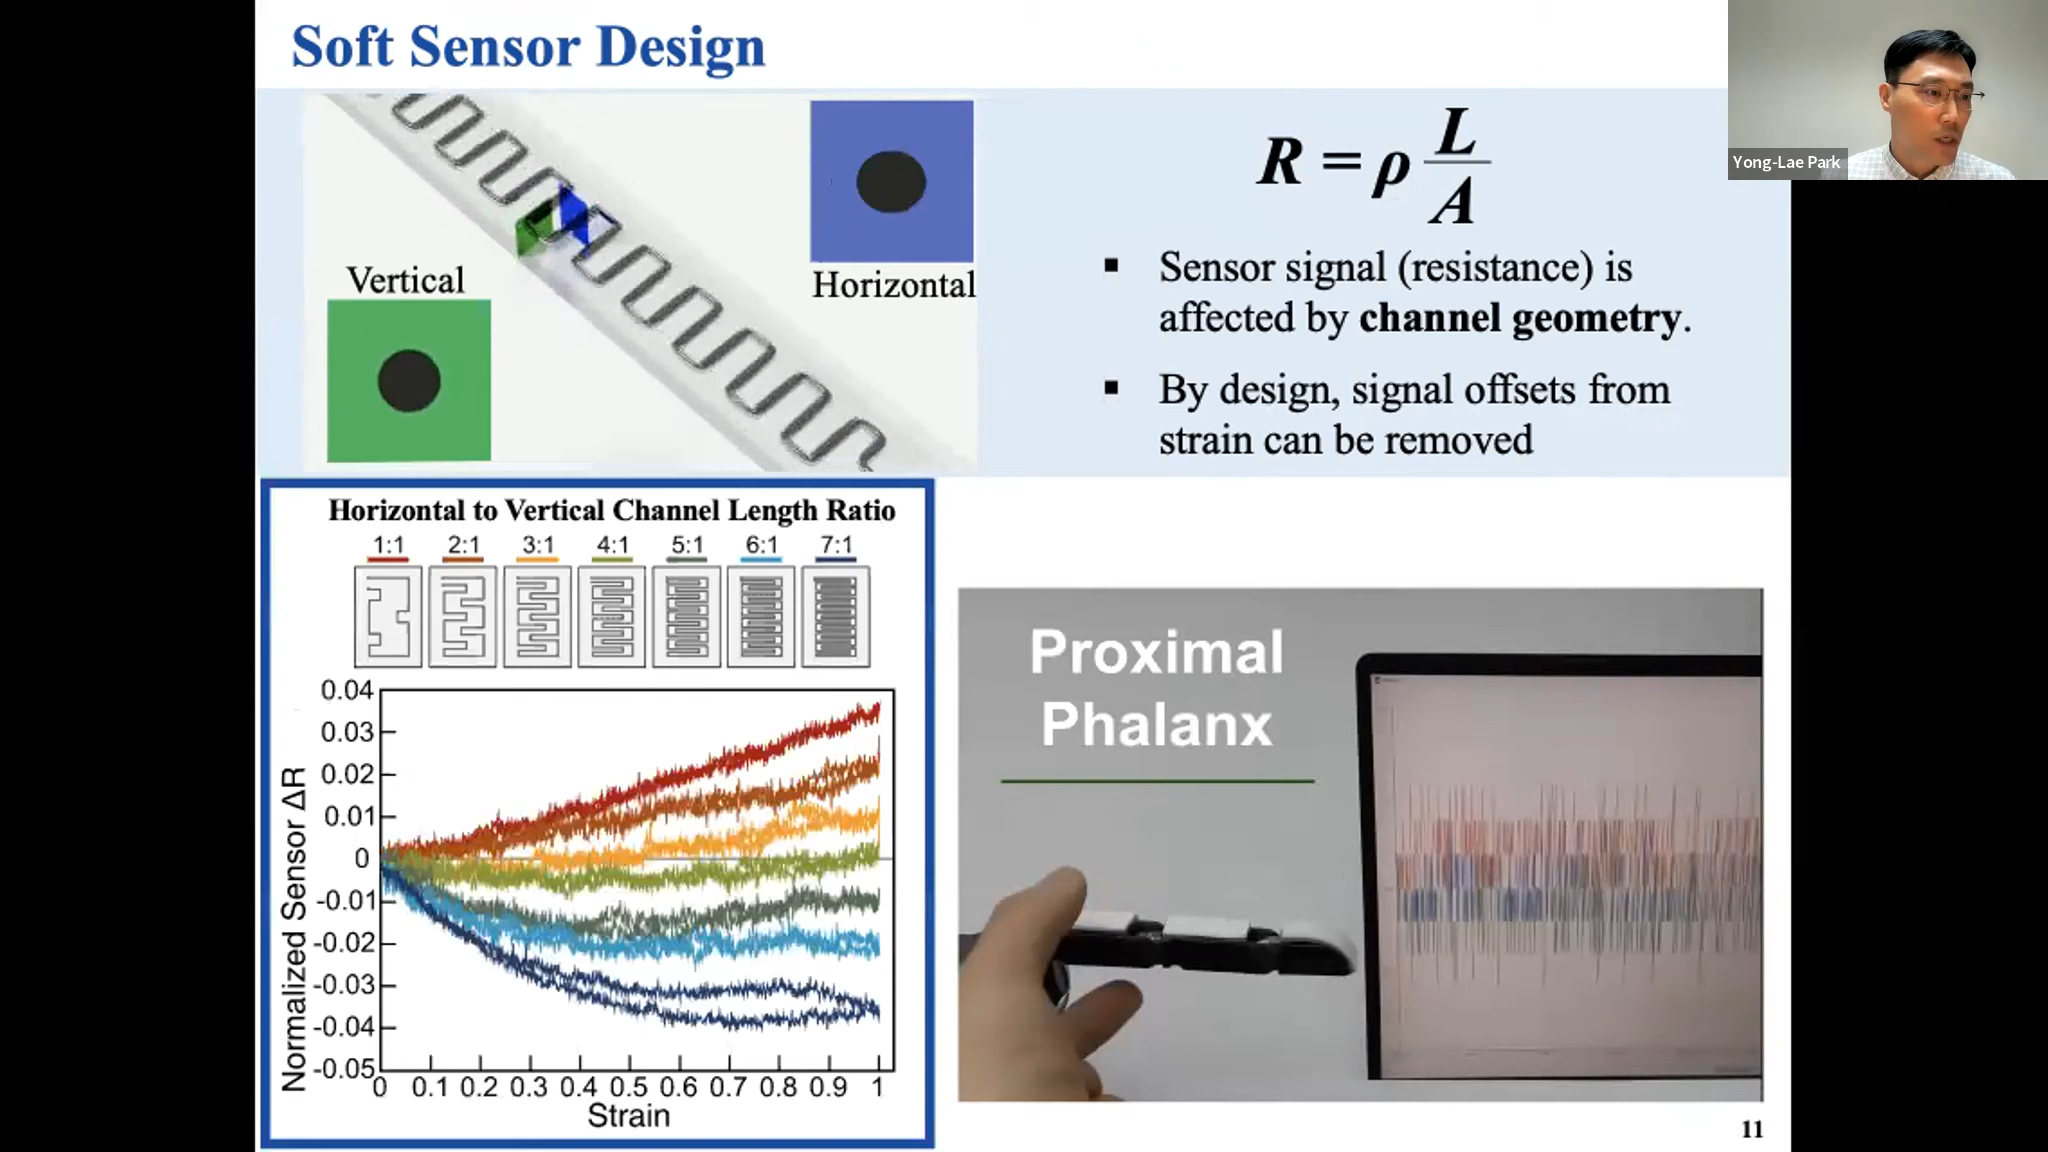 Soft Sensor Design
Yong-Lae Park
Vertical
Horizontal
R = ρ L/A
▪ Sensor signal (resistance) is
affected by channel geometry.
▪ By design, signal offsets from
strain can be removed
Horizontal to Vertical Channel Length Ratio
1:1 2:1 3:1 4:1 5:1 6:1 7:1
Normalized Sensor ΔR
0.04
0.03
0.02
0.01
0
-0.01
-0.02
-0.03
-0.04
-0.05
0 0.1 0.2 0.3 0.4 0.5 0.6 0.7 0.8 0.9 1
Strain
Proximal
Phalanx
11